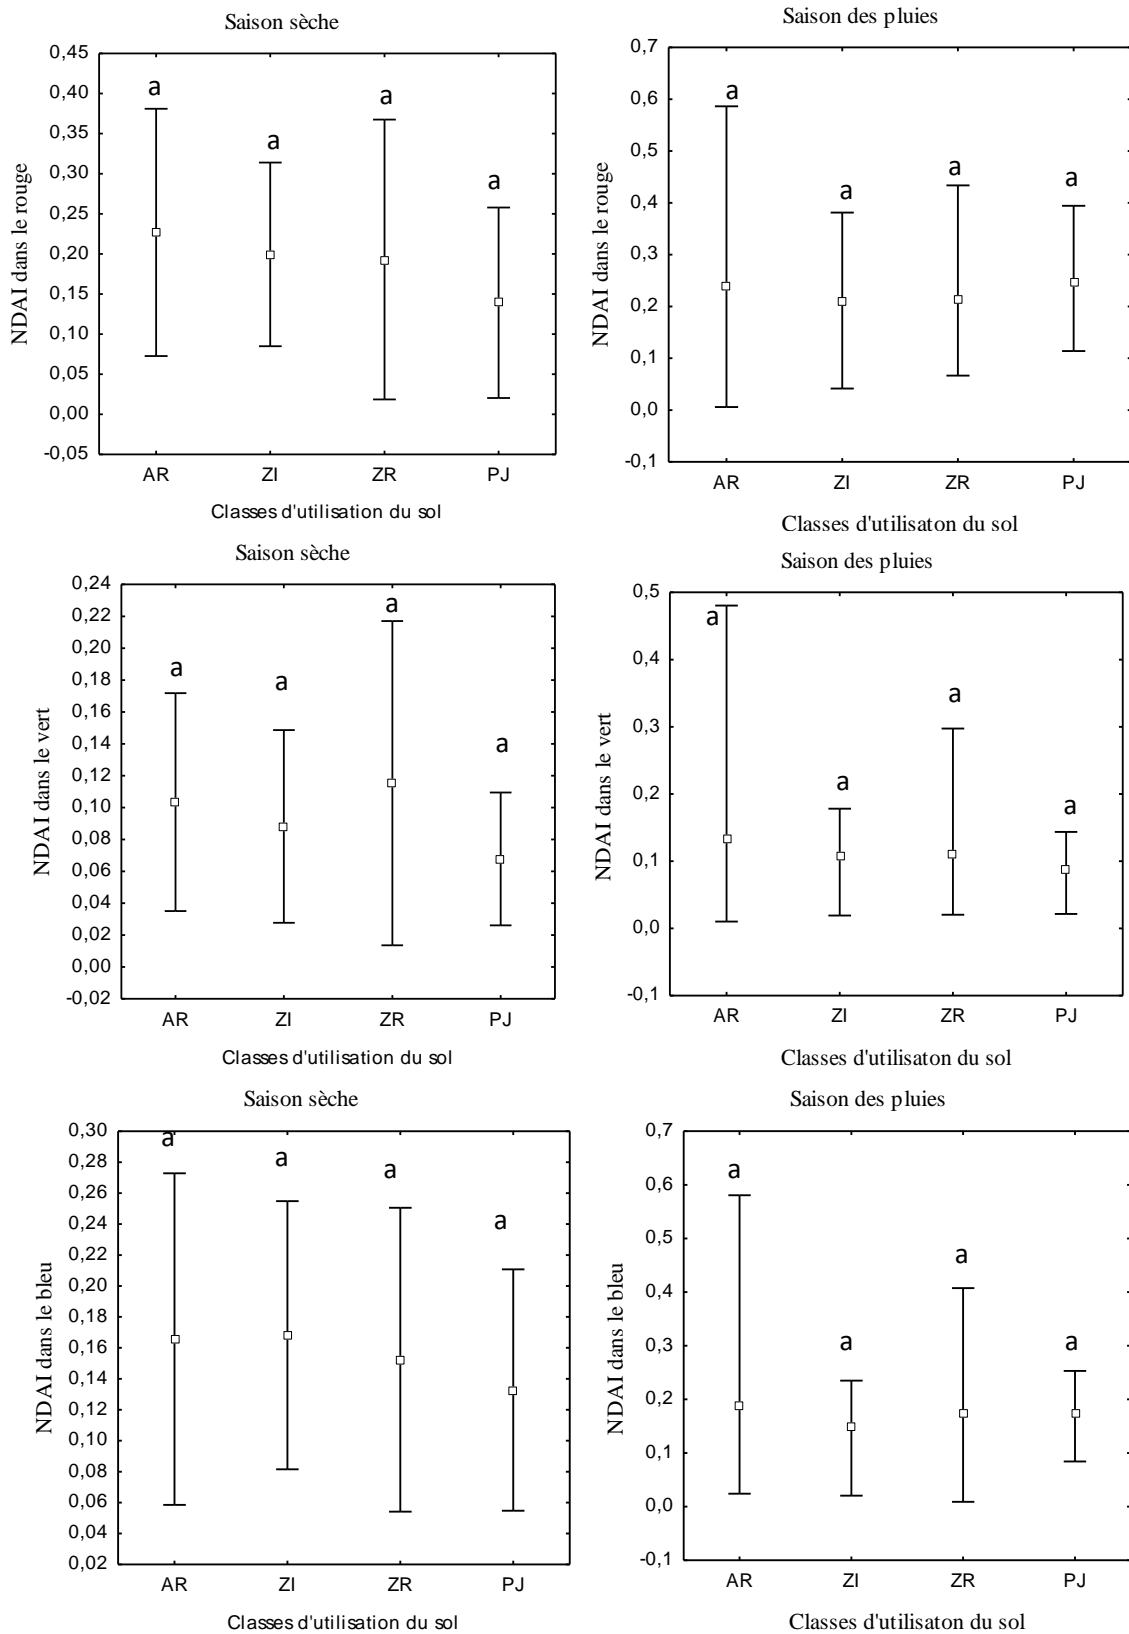 Saison sèche
NDAI dans le rouge
0,45
0,40
0,35
0,30
0,25
0,20
0,15
0,10
0,05
0,00
-0,05
a a a a
AR ZI ZR PJ
Classes d'utilisation du sol
Saison des pluies
NDAI dans le rouge
0,7
0,6
0,5
0,4
0,3
0,2
0,1
0,0
-0,1
a a a a
AR ZI ZR PJ
Classes d'utilisaton du sol
Saison sèche
NDAI dans le vert
0,24
0,22
0,20
0,18
0,16
0,14
0,12
0,10
0,08
0,06
0,04
0,02
0,00
-0,02
a a a a
AR ZI ZR PJ
Classes d'utilisation du sol
Saison des pluies
NDAI dans le vert
0,5
0,4
0,3
0,2
0,1
0,0
-0,1
a a a a
AR ZI ZR PJ
Classes d'utilisaton du sol
Saison sèche
NDAI dans le bleu
0,30
0,28
0,26
0,24
0,22
0,20
0,18
0,16
0,14
0,12
0,10
0,08
0,06
0,04
0,02
a a a a
AR ZI ZR PJ
Classes d'utilisation du sol
Saison des pluies
NDAI dans le bleu
0,7
0,6
0,5
0,4
0,3
0,2
0,1
0,0
-0,1
a a a a
AR ZI ZR PJ
Classes d'utilisaton du sol